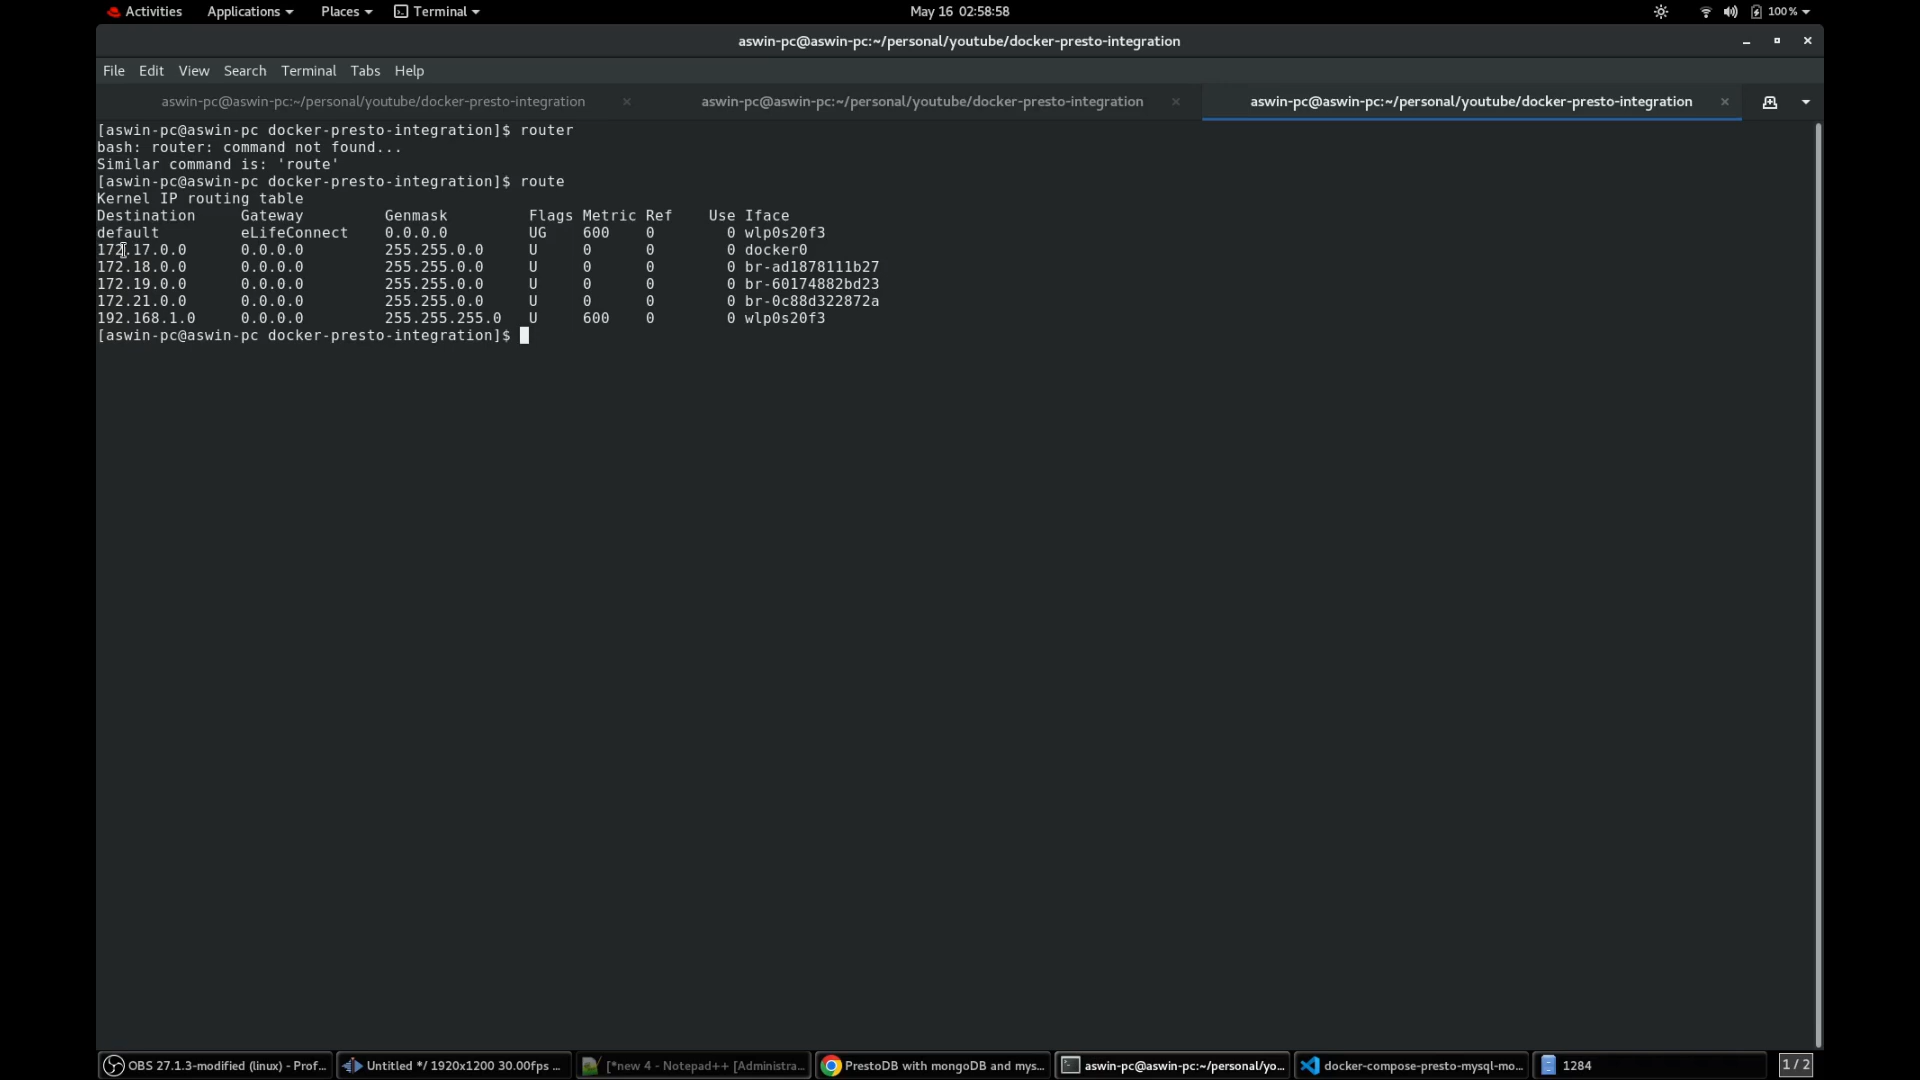 Activities Applications Places Terminal May 16 02:58:58 100%
aswin-pc@aswin-pc:~/personal/youtube/docker-presto-integration
File Edit View Search Terminal Tabs Help
aswin-pc@aswin-pc:~/personal/youtube/docker-presto-integration aswin-pc@aswin-pc:~/personal/youtube/docker-presto-integration aswin-pc@aswin-pc:~/personal/youtube/docker-presto-integration
[aswin-pc@aswin-pc docker-presto-integration]$ router
bash: router: command not found...
Similar command is: 'route'
[aswin-pc@aswin-pc docker-presto-integration]$ route
Kernel IP routing table
Destination Gateway Genmask Flags Metric Ref Use Iface
default eLifeConnect 0.0.0.0 UG 600 0 0 wlp0s20f3
172.17.0.0 0.0.0.0 255.255.0.0 U 0 0 0 docker0
172.18.0.0 0.0.0.0 255.255.0.0 U 0 0 0 br-ad1878111b27
172.19.0.0 0.0.0.0 255.255.0.0 U 0 0 0 br-60174882bd23
172.21.0.0 0.0.0.0 255.255.0.0 U 0 0 0 br-0c88d322872a
192.168.1.0 0.0.0.0 255.255.255.0 U 600 0 0 wlp0s20f3
[aswin-pc@aswin-pc docker-presto-integration]$
OBS 27.1.3-modified (linux) - Prof... Untitled */ 1920x1200 30.00fps ... [*new 4 - Notepad++ [Administra... PrestoDB with mongoDB and mys... aswin-pc@aswin-pc:~/personal/yo... docker-compose-presto-mysql-mo... 1284 1 / 2